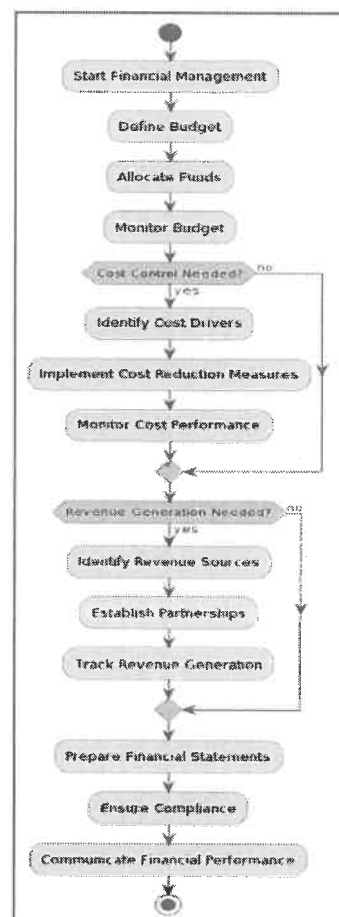 Start Financial Management
Define Budget
Allocate Funds
Monitor Budget
Cost Control Needed?
no
yes
Identify Cost Drivers
Implement Cost Reduction Measures
Monitor Cost Performance
Revenue Generation Needed?
no
yes
Identify Revenue Sources
Establish Partnerships
Track Revenue Generation
Prepare Financial Statements
Ensure Compliance
Communicate Financial Performance